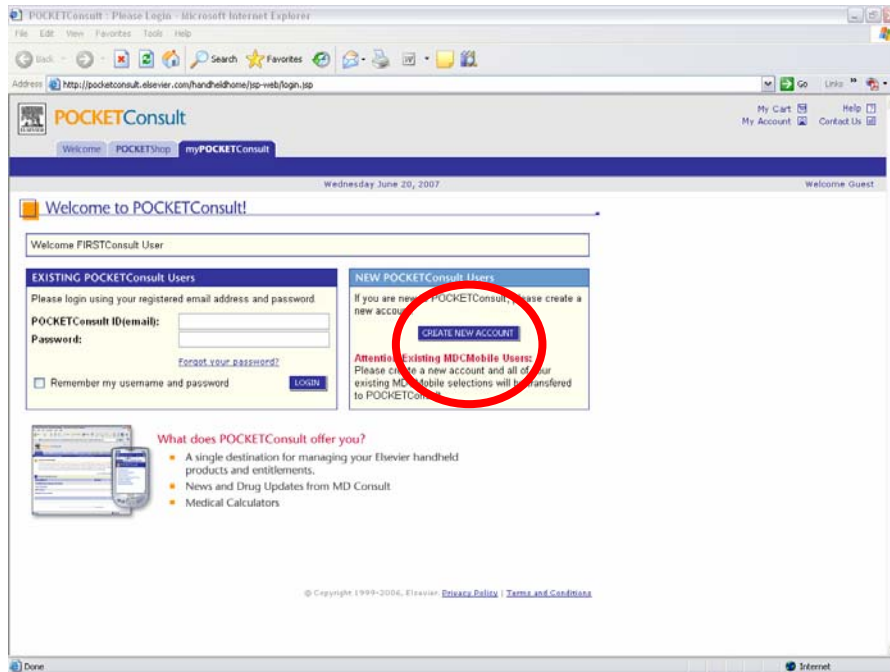 POCKETConsult : Please Login - Microsoft Internet Explorer
File Edit View Favorites Tools Help
Back Search Favorites
Address http://pocketconsult.elsevier.com/handheldhome/jsp-web/login.jsp Go Links »
ELSEVIER
POCKETConsult
My Cart Help
My Account Contact Us
Welcome POCKETShop myPOCKETConsult
Wednesday June 20, 2007 Welcome Guest
Welcome to POCKETConsult!
Welcome FIRSTConsult User
EXISTING POCKETConsult Users
Please login using your registered email address and password
POCKETConsult ID(email):
Password:
Forgot your password?
Remember my username and password LOGIN
NEW POCKETConsult Users
If you are new POCKETConsult, please create a
new account
CREATE NEW ACCOUNT
Attention Existing MDCMobile Users:
Please create a new account and all of your
existing MDCMobile selections will be transfered
to POCKETConsult
What does POCKETConsult offer you?
A single destination for managing your Elsevier handheld
products and entitlements.
News and Drug Updates from MD Consult
Medical Calculators
© Copyright 1999-2006, Elsevier. Privacy Policy | Terms and Conditions
Done Internet